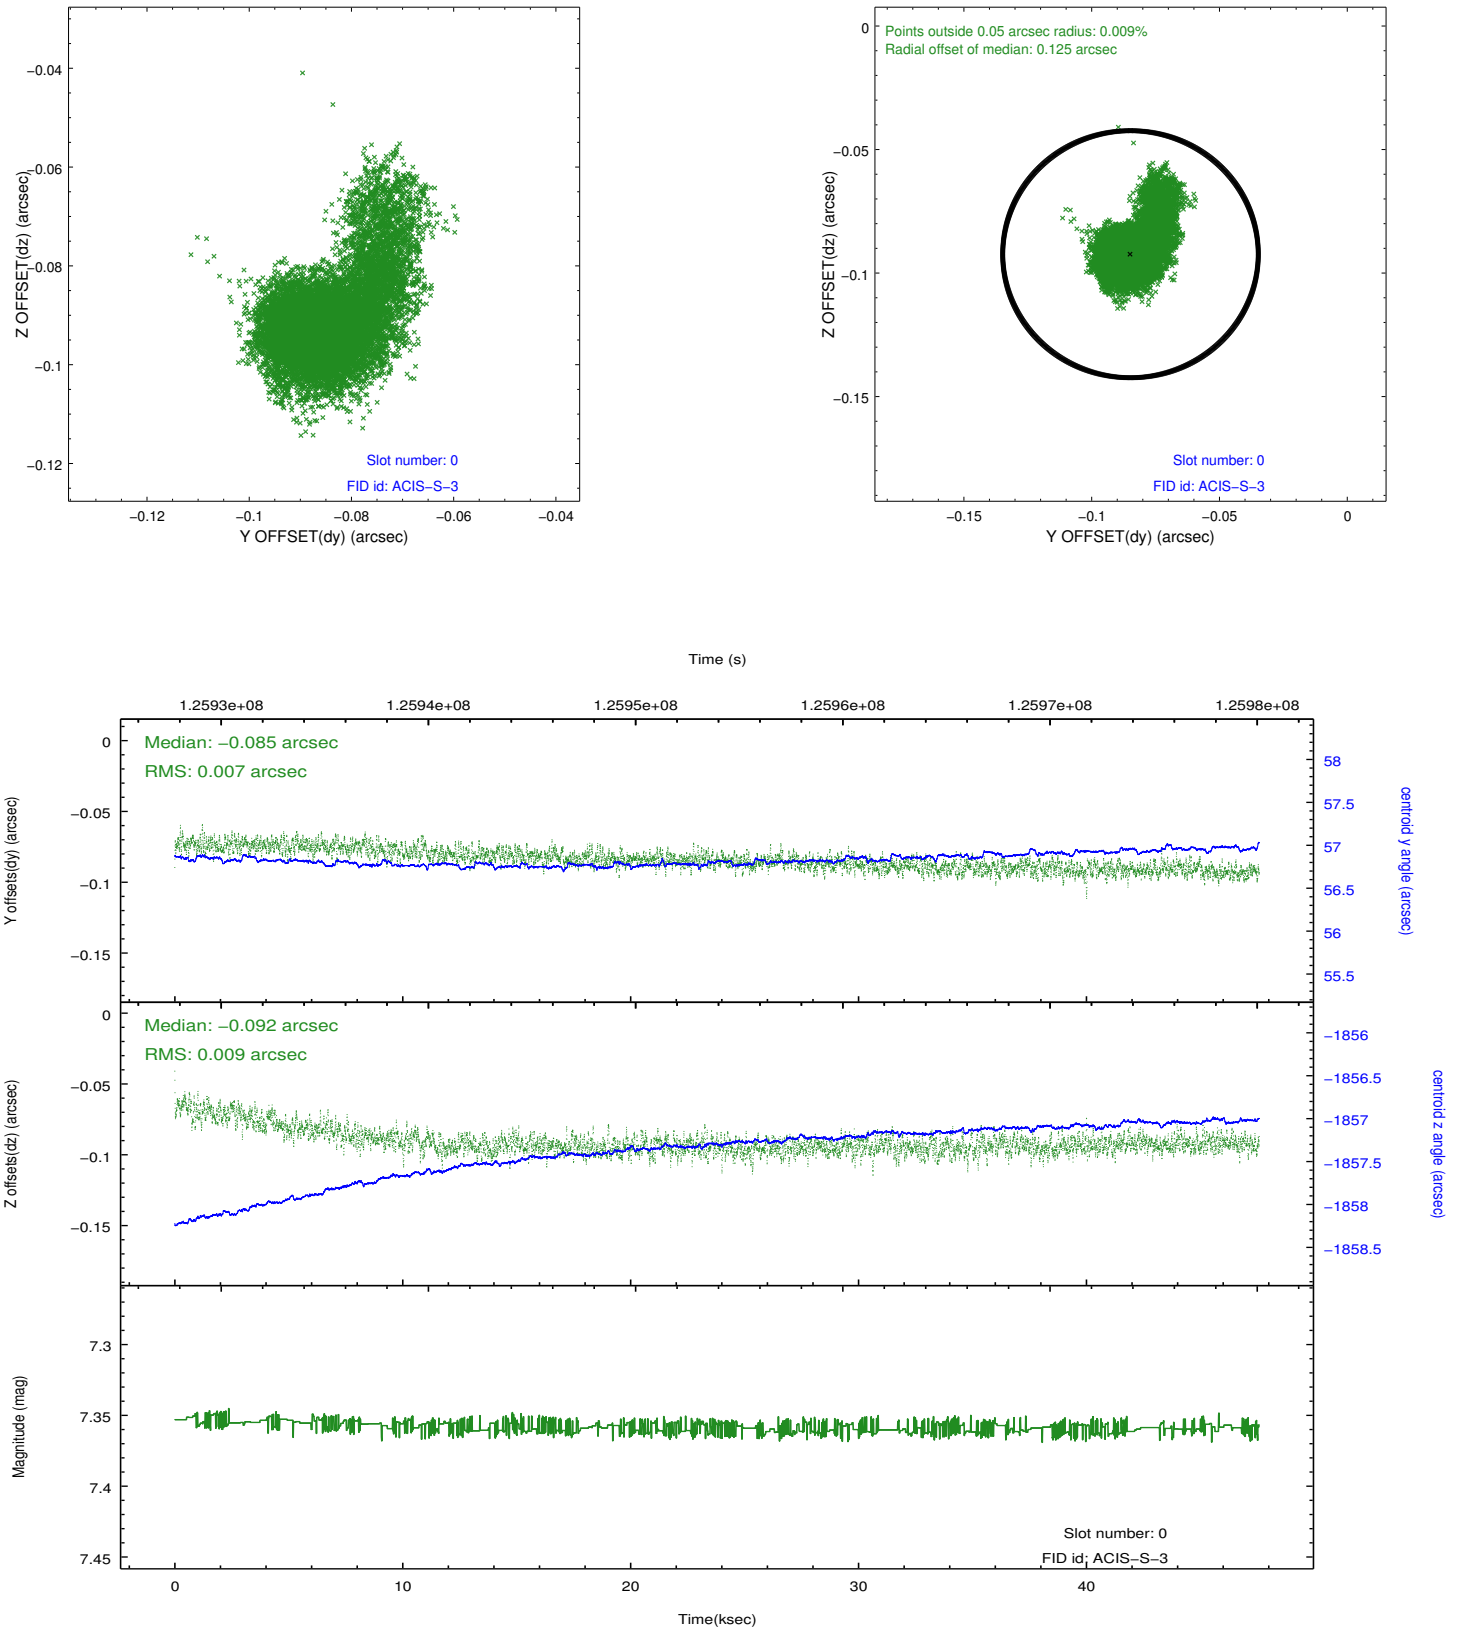 −0.04
−0.06
−0.08
−0.1
−0.12
Z OFFSET(dz) (arcsec)
Slot number: 0
FID id: ACIS−S−3
−0.12 −0.1 −0.08 −0.06 −0.04
Y OFFSET(dy) (arcsec)
Points outside 0.05 arcsec radius: 0.009%
Radial offset of median: 0.125 arcsec
0
−0.05
−0.1
−0.15
Z OFFSET(dz) (arcsec)
Slot number: 0
FID id: ACIS−S−3
−0.15 −0.1 −0.05 0
Y OFFSET(dy) (arcsec)
Time (s)
1.2593e+08 1.2594e+08 1.2595e+08 1.2596e+08 1.2597e+08 1.2598e+08
Median: −0.085 arcsec
RMS: 0.007 arcsec
0
−0.05
−0.1
−0.15
Y offsets(dy) (arcsec)
58
57.5
57
56.5
56
55.5
centroid y angle (arcsec)
Median: −0.092 arcsec
RMS: 0.009 arcsec
0
−0.05
−0.1
−0.15
Z offsets(dz) (arcsec)
−1856
−1856.5
−1857
−1857.5
−1858
−1858.5
centroid z angle (arcsec)
7.3
7.35
7.4
7.45
Magnitude (mag)
Slot number: 0
FID id: ACIS−S−3
0 10 20 30 40
Time(ksec)